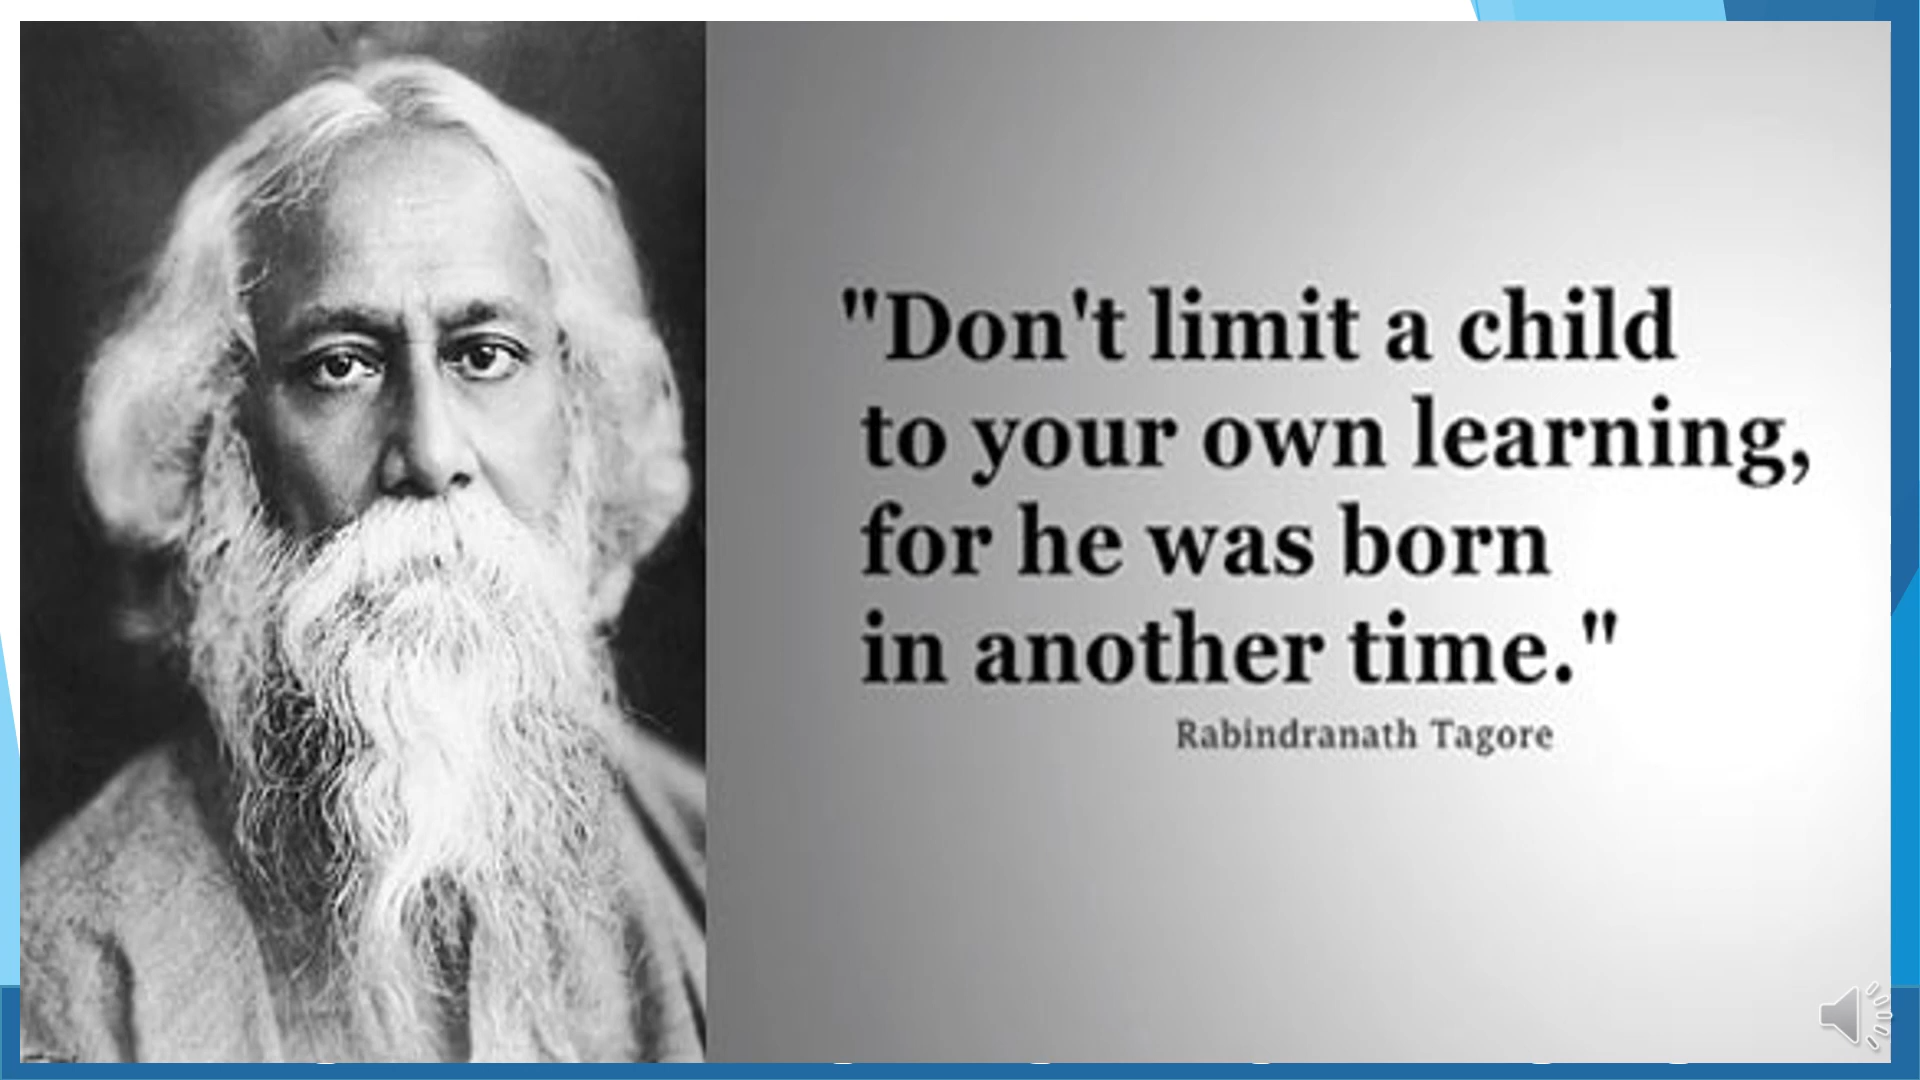 "Don't limit a child
to your own learning,
for he was born
in another time."
Rabindranath Tagore